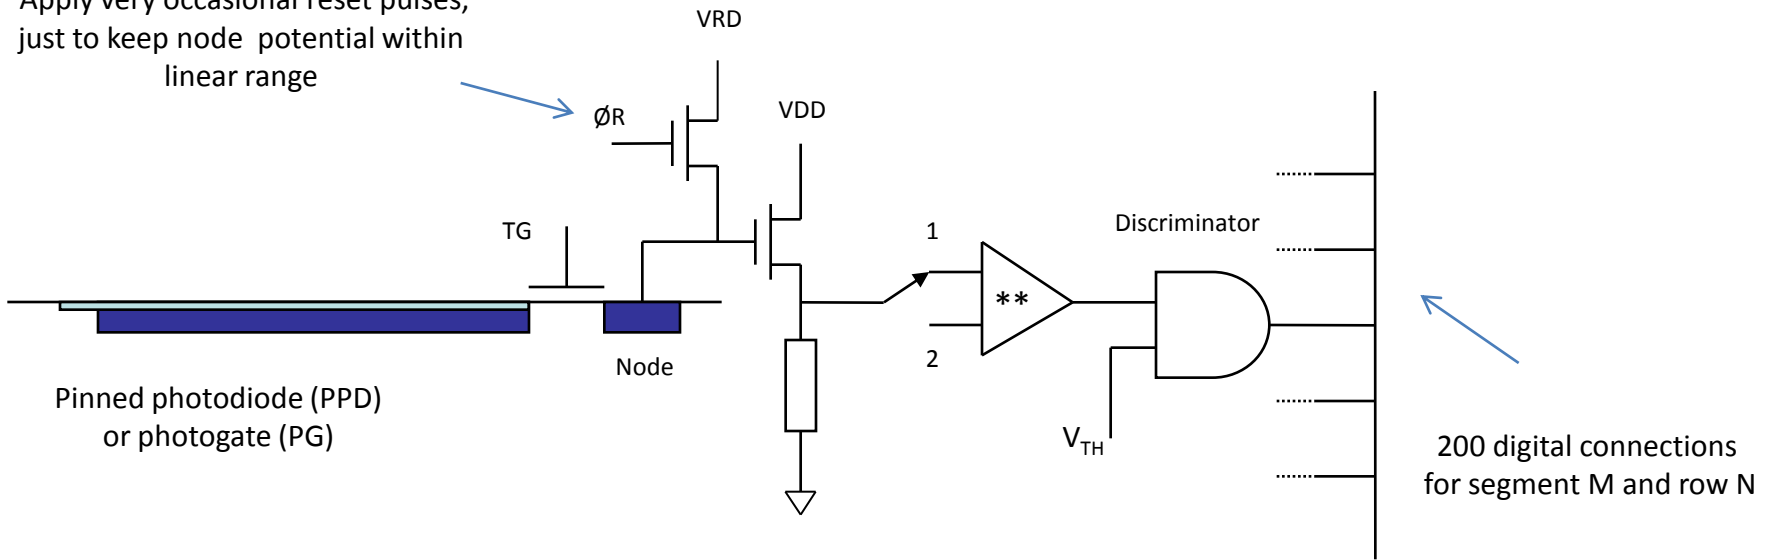 Apply very occasional reset pulses,
just to keep node potential within
linear range
VRD
ØR
VDD
TG
1
Discriminator
**
2
Node
Pinned photodiode (PPD)
or photogate (PG)
VTH
200 digital connections
for segment M and row N